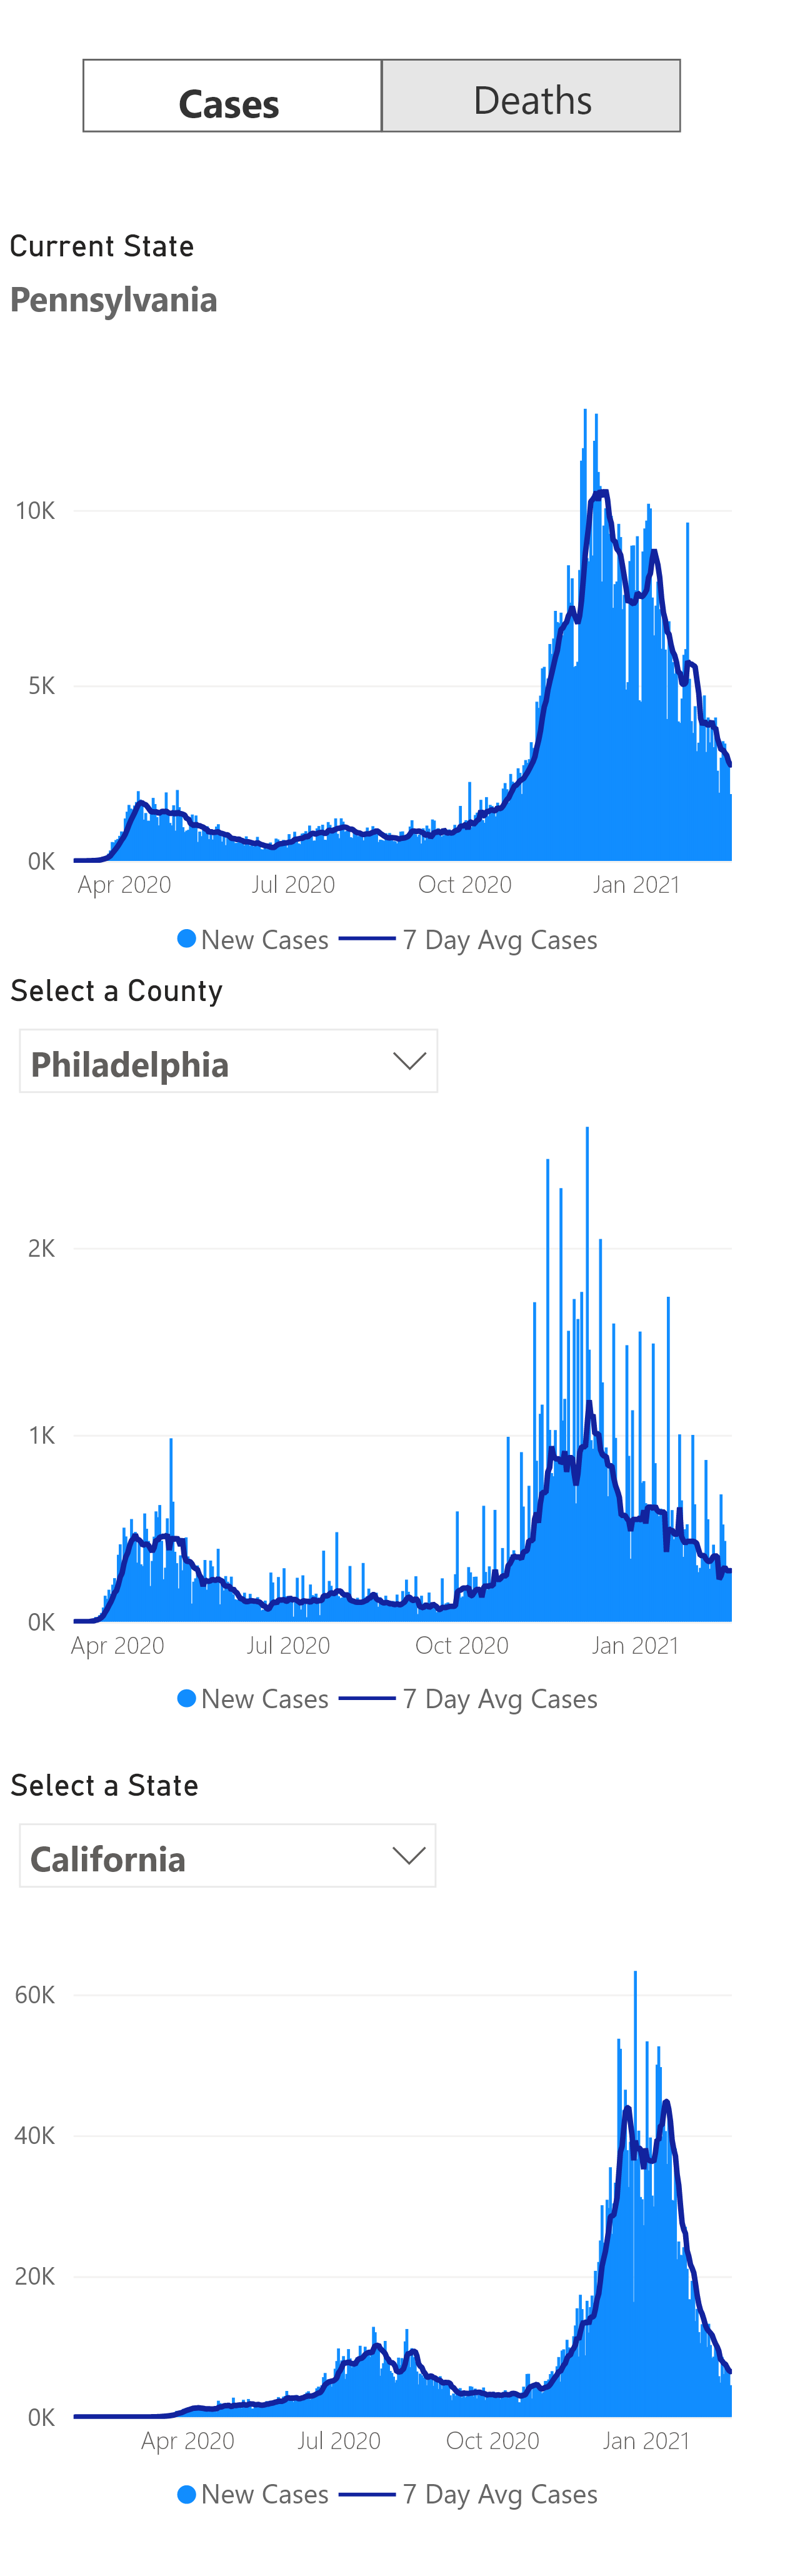 Cases Deaths
Current State
Pennsylvania
10K
5K
0K
Apr 2020 Jul 2020 Oct 2020 Jan 2021
New Cases 7 Day Avg Cases
Select a County
Philadelphia
2K
1K
0K
Apr 2020 Jul 2020 Oct 2020 Jan 2021
New Cases 7 Day Avg Cases
Select a State
California
60K
40K
20K
0K
Apr 2020 Jul 2020 Oct 2020 Jan 2021
New Cases 7 Day Avg Cases